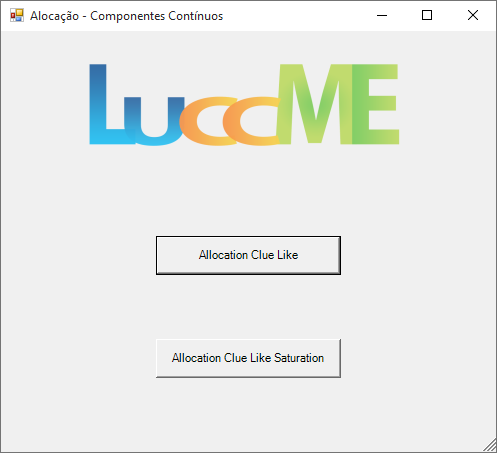 Alocação - Componentes Contínuos
LuccME
Allocation Clue Like
Allocation Clue Like Saturation